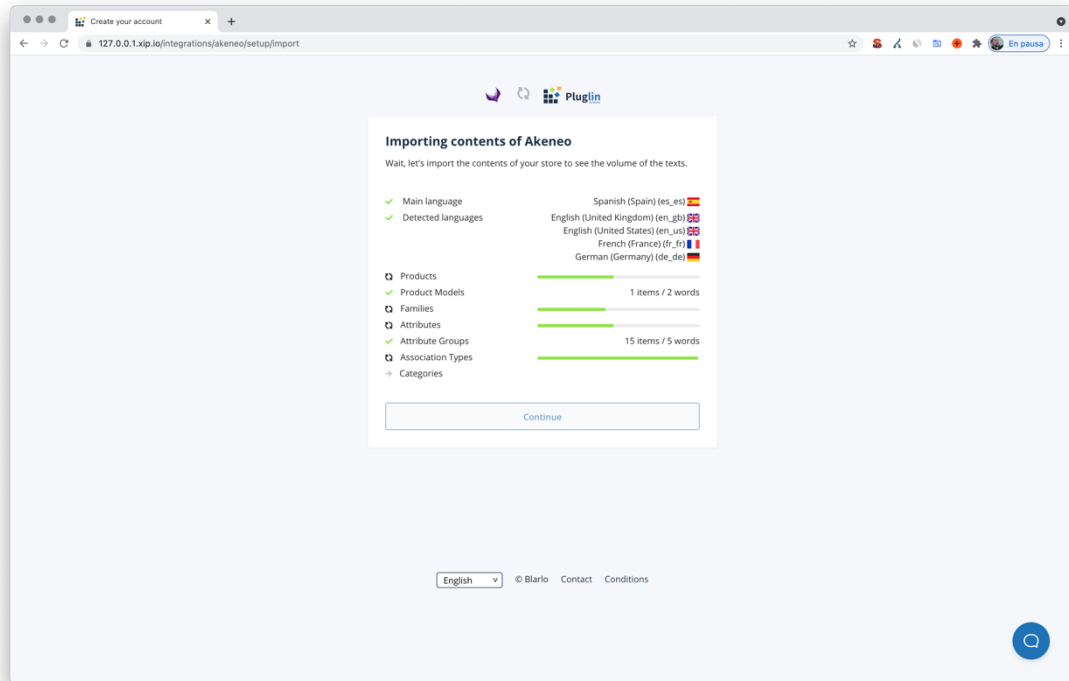 Create your account
127.0.0.1.xip.io/integrations/akeneo/setup/import
En pausa
Pluglin
Importing contents of Akeneo
Wait, let's import the contents of your store to see the volume of the texts.
Main language Spanish (Spain) (es_es)
Detected languages English (United Kingdom) (en_gb)
English (United States) (en_us)
French (France) (fr_fr)
German (Germany) (de_de)
Products
Product Models 1 items / 2 words
Families
Attributes
Attribute Groups 15 items / 5 words
Association Types
Categories
Continue
English © Blarlo Contact Conditions